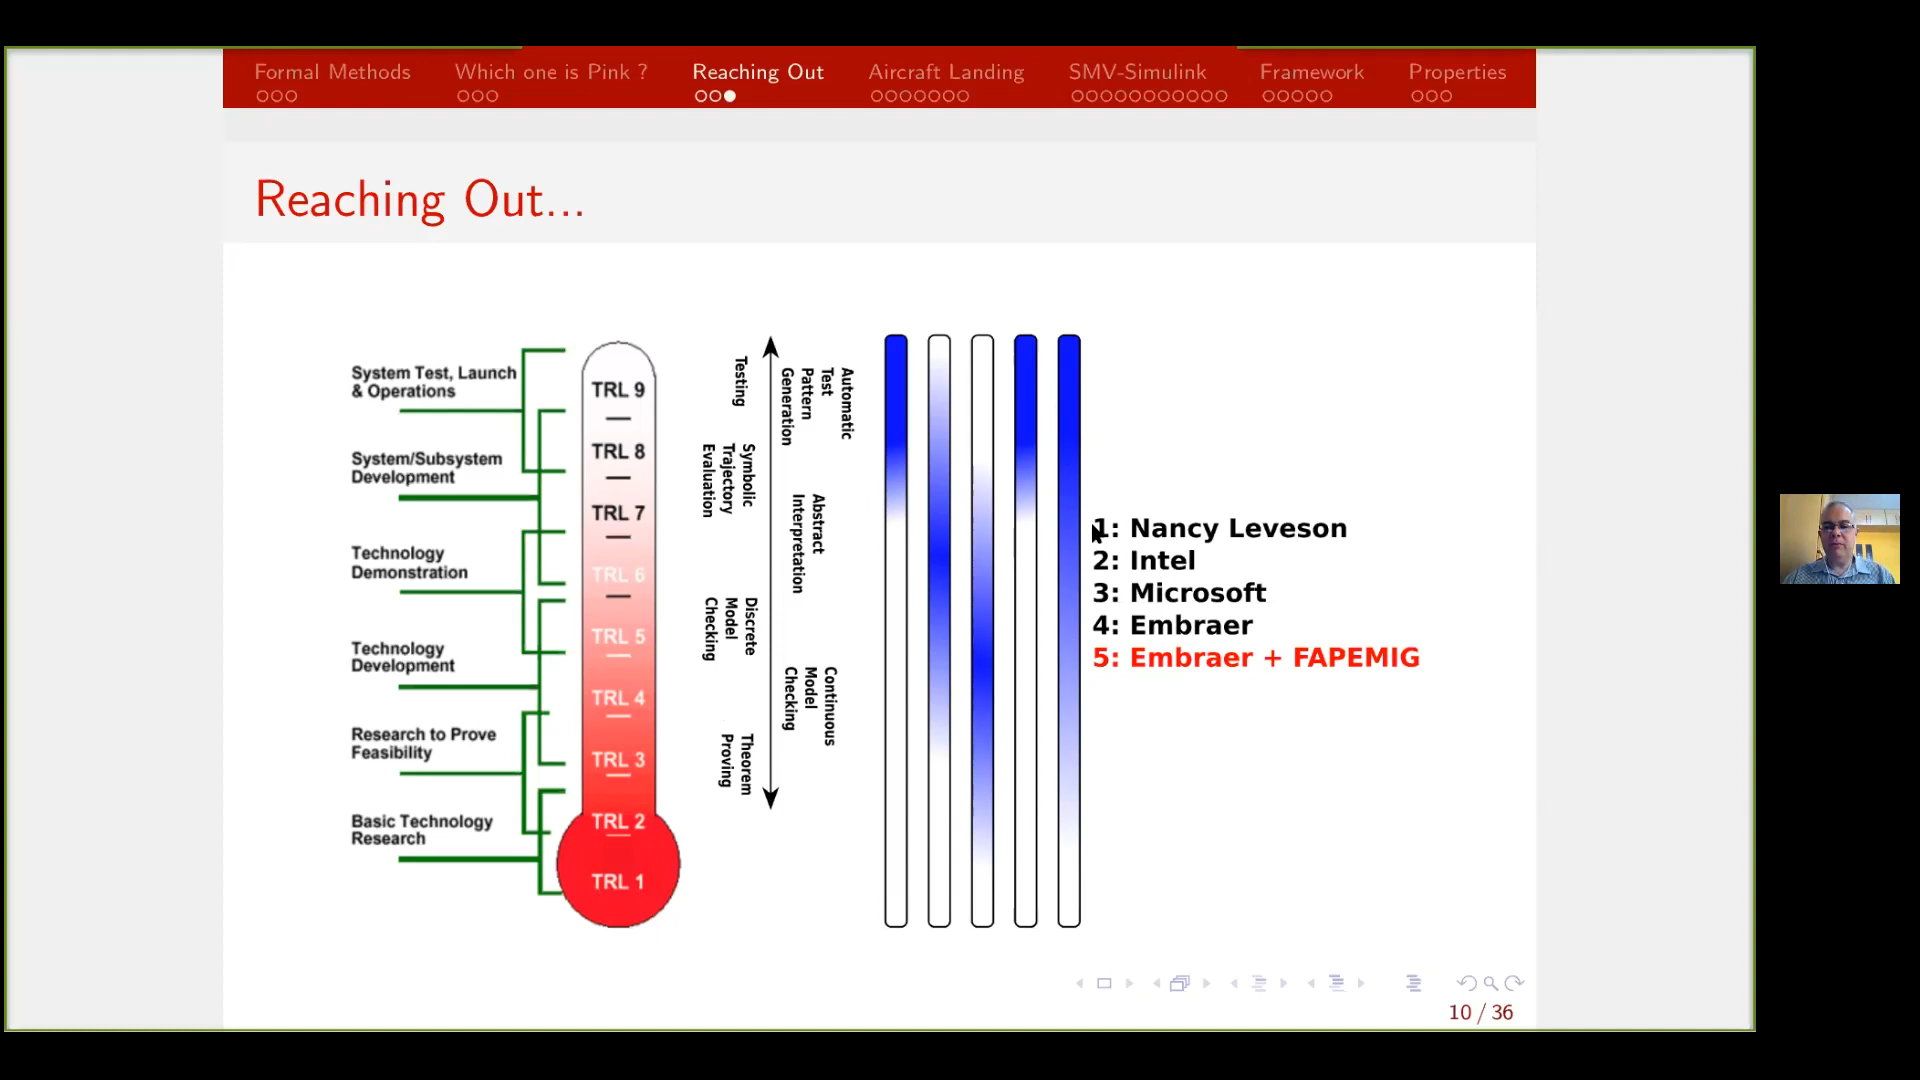 Formal Methods
Which one is Pink ?
Reaching Out
Aircraft Landing
SMV-Simulink
Framework
Properties
Reaching Out...
System Test, Launch
& Operations
System/Subsystem
Development
Technology
Demonstration
Technology
Development
Research to Prove
Feasibility
Basic Technology
Research
TRL 9
TRL 8
TRL 7
TRL 6
TRL 5
TRL 4
TRL 3
TRL 2
TRL 1
Testing
Automatic
Test
Pattern
Generation
Symbolic
Trajectory
Evaluation
Abstract
Interpretation
Discrete
Model
Checking
Continuous
Model
Checking
Theorem
Proving
1: Nancy Leveson
2: Intel
3: Microsoft
4: Embraer
5: Embraer + FAPEMIG
10 / 36